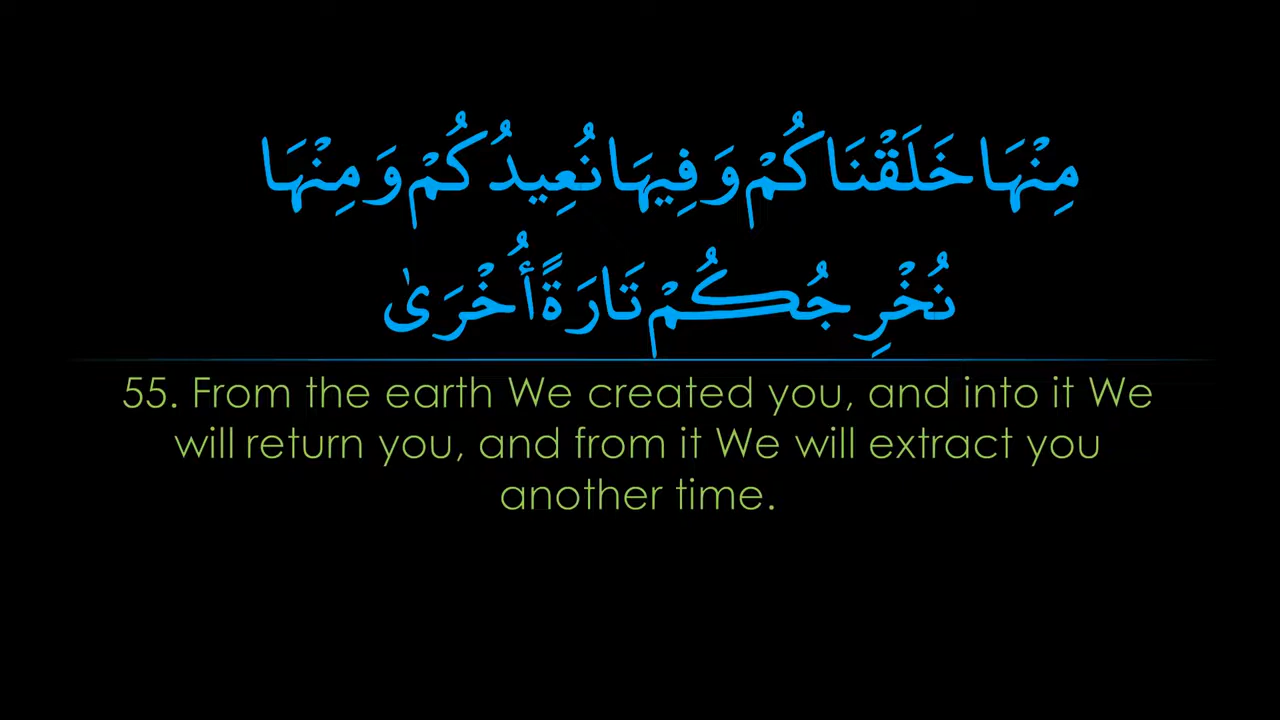 مِنْهَا خَلَقْنَاكُمْ وَفِيهَا نُعِيدُكُمْ وَمِنْهَا
نُخْرِجُكُمْ تَارَةً أُخْرَىٰ
55. From the earth We created you, and into it We
will return you, and from it We will extract you
another time.